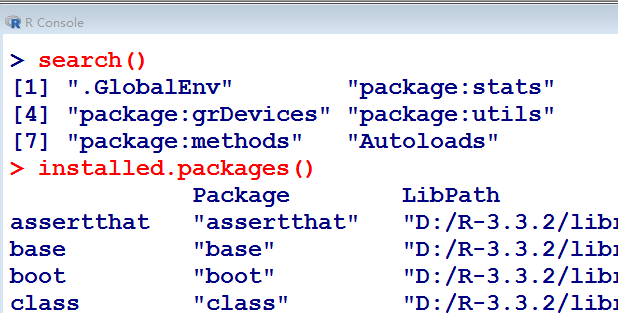 R Console
> search()
[1] ".GlobalEnv" "package:stats"
[4] "package:grDevices" "package:utils"
[7] "package:methods" "Autoloads"
> installed.packages()
Package LibPath
assertthat "assertthat" "D:/R-3.3.2/libr
base "base" "D:/R-3.3.2/libr
boot "boot" "D:/R-3.3.2/libr
class "class" "D:/R-3.3.2/libr